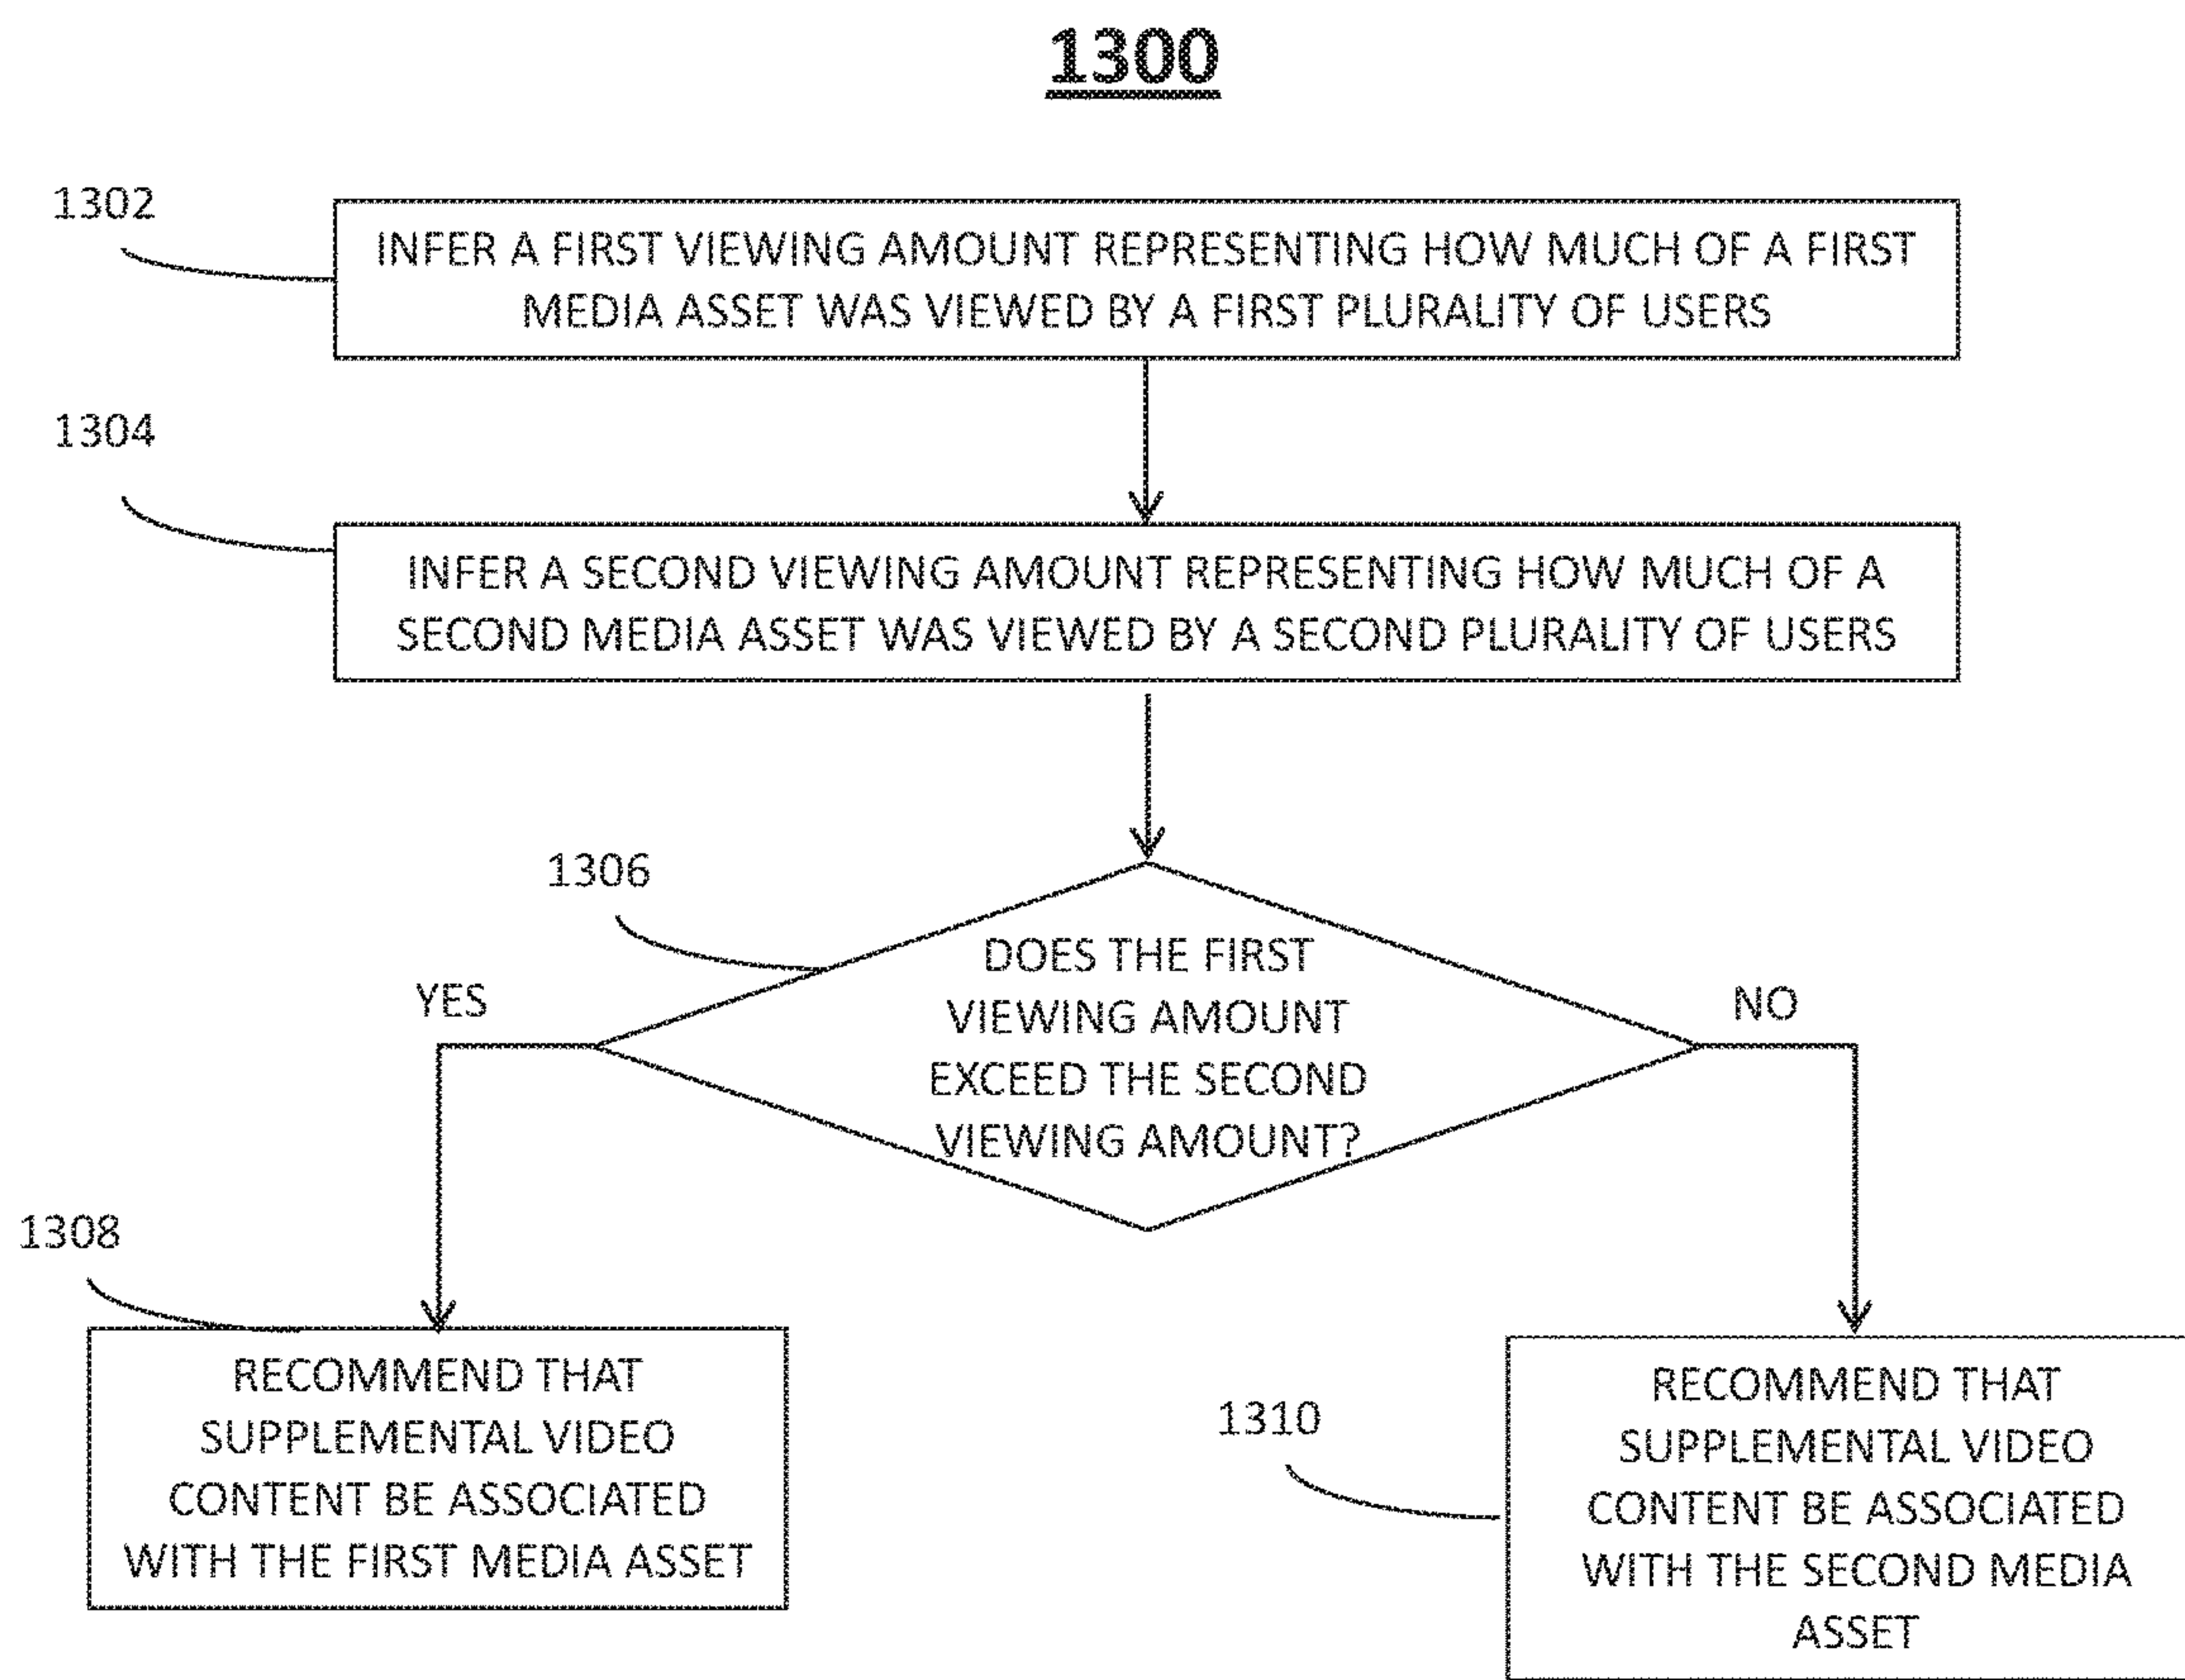 1300
1302
INFER A FIRST VIEWING AMOUNT REPRESENTING HOW MUCH OF A FIRST
MEDIA ASSET WAS VIEWED BY A FIRST PLURALITY OF USERS
1304
INFER A SECOND VIEWING AMOUNT REPRESENTING HOW MUCH OF A
SECOND MEDIA ASSET WAS VIEWED BY A SECOND PLURALITY OF USERS
1306
DOES THE FIRST
VIEWING AMOUNT
EXCEED THE SECOND
VIEWING AMOUNT?
YES
NO
1308
RECOMMEND THAT
SUPPLEMENTAL VIDEO
CONTENT BE ASSOCIATED
WITH THE FIRST MEDIA ASSET
1310
RECOMMEND THAT
SUPPLEMENTAL VIDEO
CONTENT BE ASSOCIATED
WITH THE SECOND MEDIA
ASSET